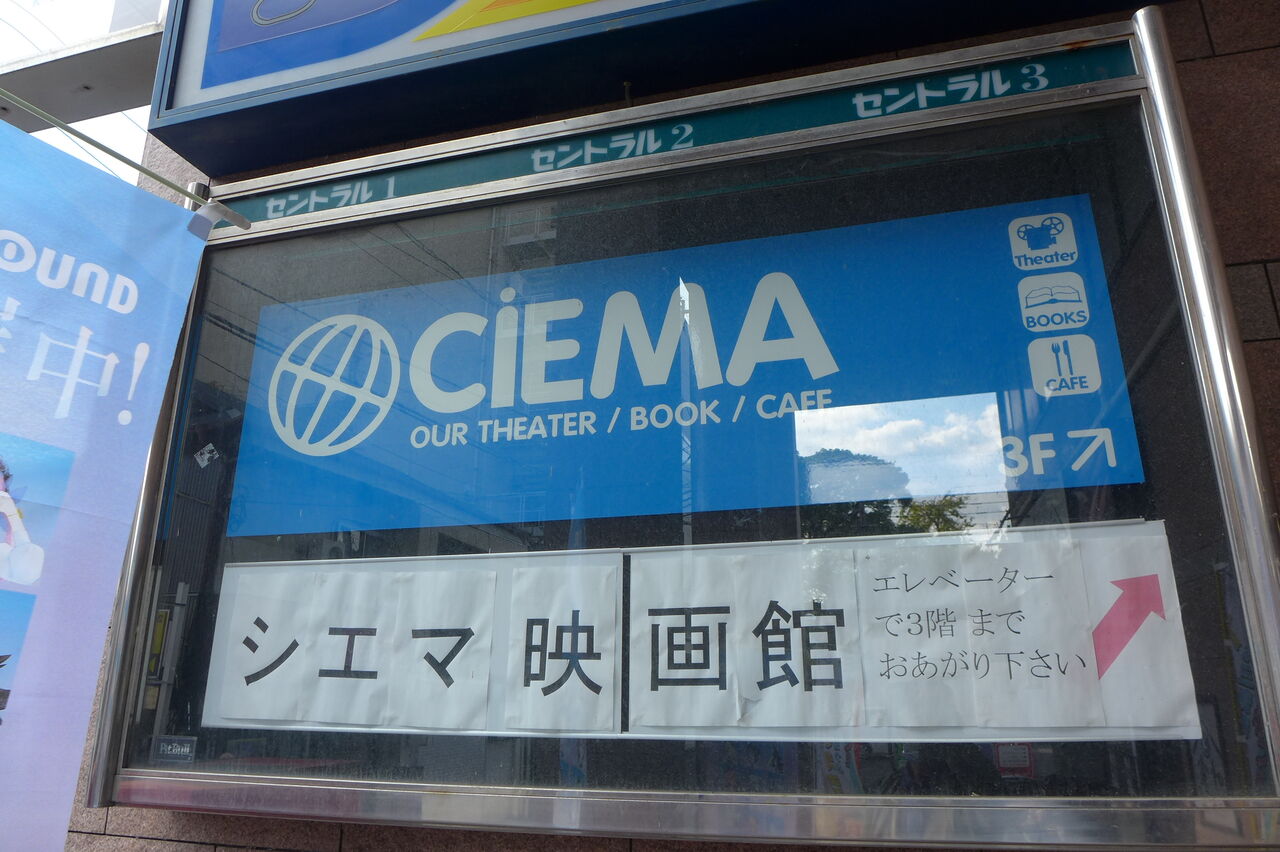 セントラル 1
セントラル 2
セントラル 3
OUND
中!
CiEMA
OUR THEATER / BOOK / CAFE
Theater
BOOKS
CAFE
3F
シエマ 映画館
エレベーター
で3階 まで
おあがり下さい